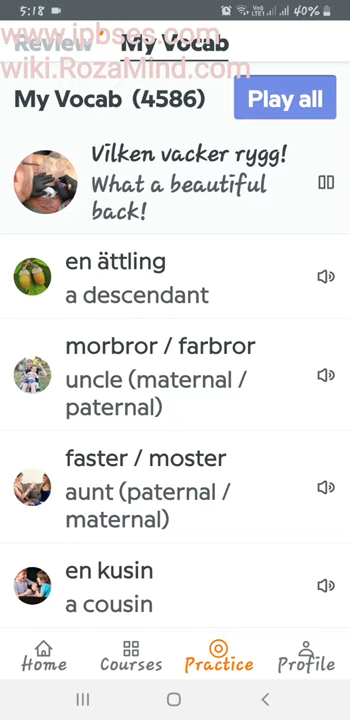 5:18
40%
www.ipbses.com
wiki.RozaMind.com
Review My Vocab
My Vocab (4586) Play all
Vilken vacker rygg!
What a beautiful
back!
en ättling
a descendant
morbror / farbror
uncle (maternal /
paternal)
faster / moster
aunt (paternal /
maternal)
en kusin
a cousin
Home Courses Practice Profile